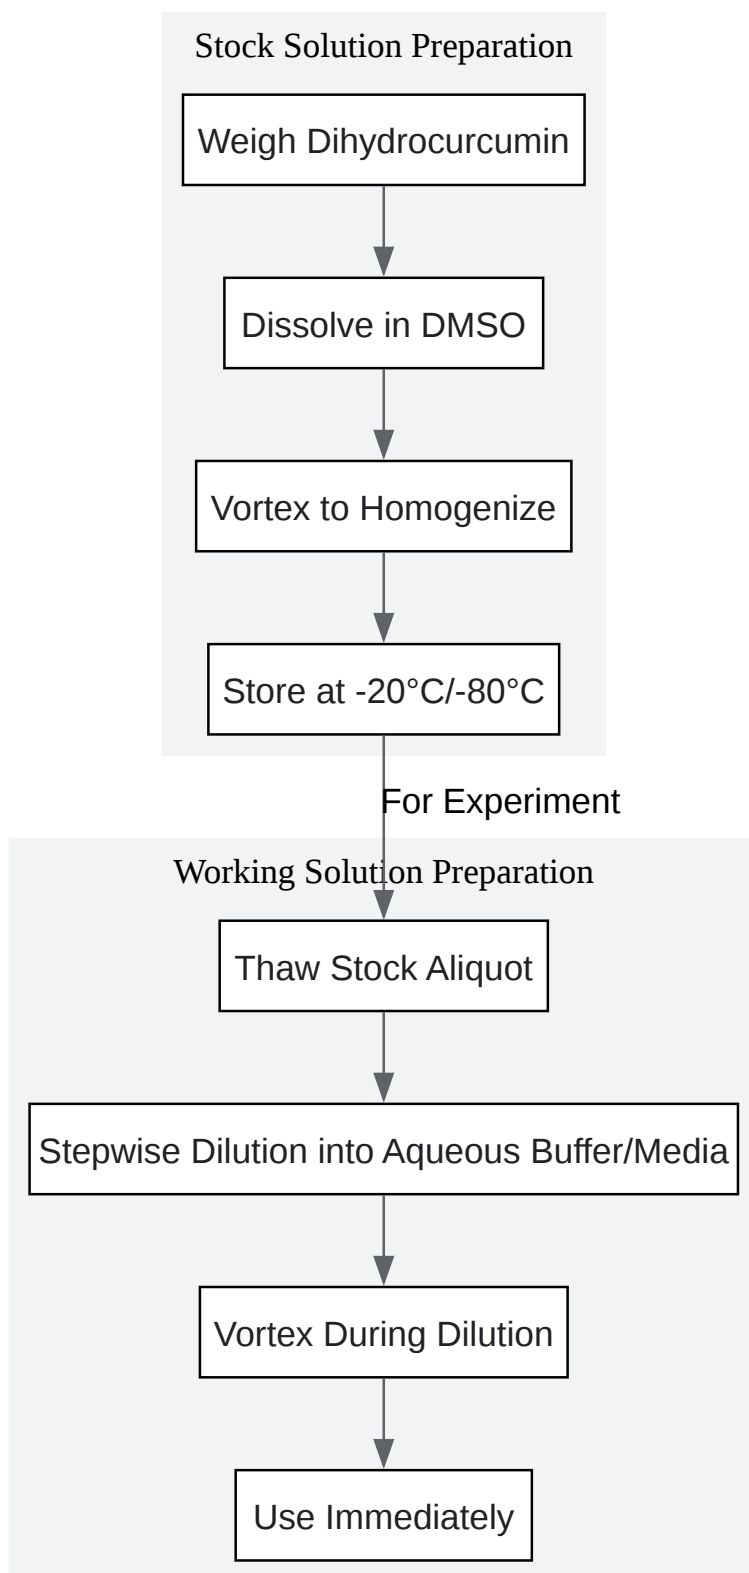 Stock Solution Preparation
Weigh Dihydrocurcumin
Dissolve in DMSO
Vortex to Homogenize
Store at -20°C/-80°C
For Experiment
Working Solution Preparation
Thaw Stock Aliquot
Stepwise Dilution into Aqueous Buffer/Media
Vortex During Dilution
Use Immediately